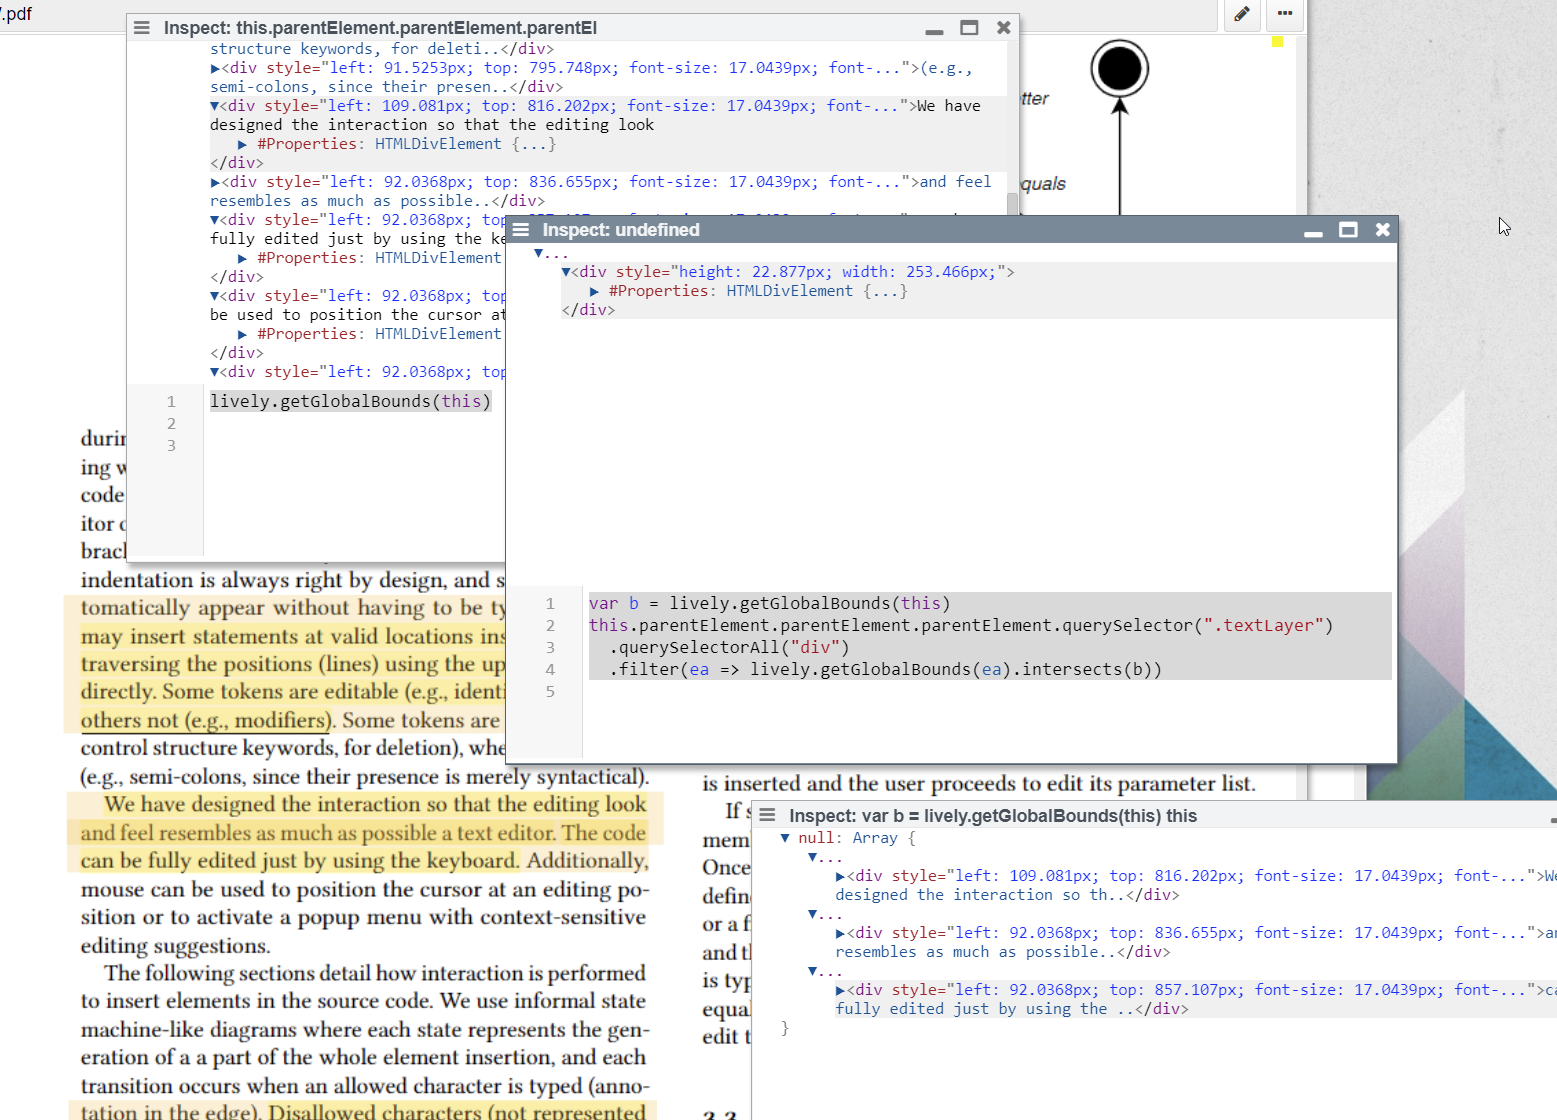 .pdf
Inspect: this.parentElement.parentElement.parentEl
structure keywords, for deleti..</div>
▶<div style="left: 91.5253px; top: 795.748px; font-size: 17.0439px; font-...">(e.g.,
semi-colons, since their presen..</div>
▼<div style="left: 109.081px; top: 816.202px; font-size: 17.0439px; font-...">We have
designed the interaction so that the editing look
▶ #Properties: HTMLDivElement {...}
</div>
▶<div style="left: 92.0368px; top: 836.655px; font-size: 17.0439px; font-...">and feel
resembles as much as possible..</div>
▼<div style="left: 92.0368px; top
fully edited just by using the ke
▶ #Properties: HTMLDivElement
</div>
▼<div style="left: 92.0368px; top
be used to position the cursor at
▶ #Properties: HTMLDivElement
</div>
▼<div style="left: 92.0368px; top
1 lively.getGlobalBounds(this)
2
3
tter
quals
Inspect: undefined
▼...
▼<div style="height: 22.877px; width: 253.466px;">
▶ #Properties: HTMLDivElement {...}
</div>
1 var b = lively.getGlobalBounds(this)
2 this.parentElement.parentElement.parentElement.querySelector(".textLayer")
3 .querySelectorAll("div")
4 .filter(ea => lively.getGlobalBounds(ea).intersects(b))
5
durin
ing w
code
itor
brac
indentation is always right by design, and s
tomatically appear without having to be ty
may insert statements at valid locations ins
traversing the positions (lines) using the up
directly. Some tokens are editable (e.g., identi
others not (e.g., modifiers). Some tokens are
control structure keywords, for deletion), whe
(e.g., semi-colons, since their presence is merely syntactical).
We have designed the interaction so that the editing look
and feel resembles as much as possible a text editor. The code
can be fully edited just by using the keyboard. Additionally,
mouse can be used to position the cursor at an editing po-
sition or to activate a popup menu with context-sensitive
editing suggestions.
The following sections detail how interaction is performed
to insert elements in the source code. We use informal state
machine-like diagrams where each state represents the gen-
eration of a a part of the whole element insertion, and each
transition occurs when an allowed character is typed (anno-
tation in the edge). Disallowed characters (not represented
is inserted and the user proceeds to edit its parameter list.
If s
mem
Once
defin
or a f
and t
is typ
equa
edit t
3.3
Inspect: var b = lively.getGlobalBounds(this) this
▼ null: Array {
▼...
▶<div style="left: 109.081px; top: 816.202px; font-size: 17.0439px; font-...">We
designed the interaction so th..</div>
▼...
▶<div style="left: 92.0368px; top: 836.655px; font-size: 17.0439px; font-...">an
resembles as much as possible..</div>
▼...
▶<div style="left: 92.0368px; top: 857.107px; font-size: 17.0439px; font-...">ca
fully edited just by using the ..</div>
}